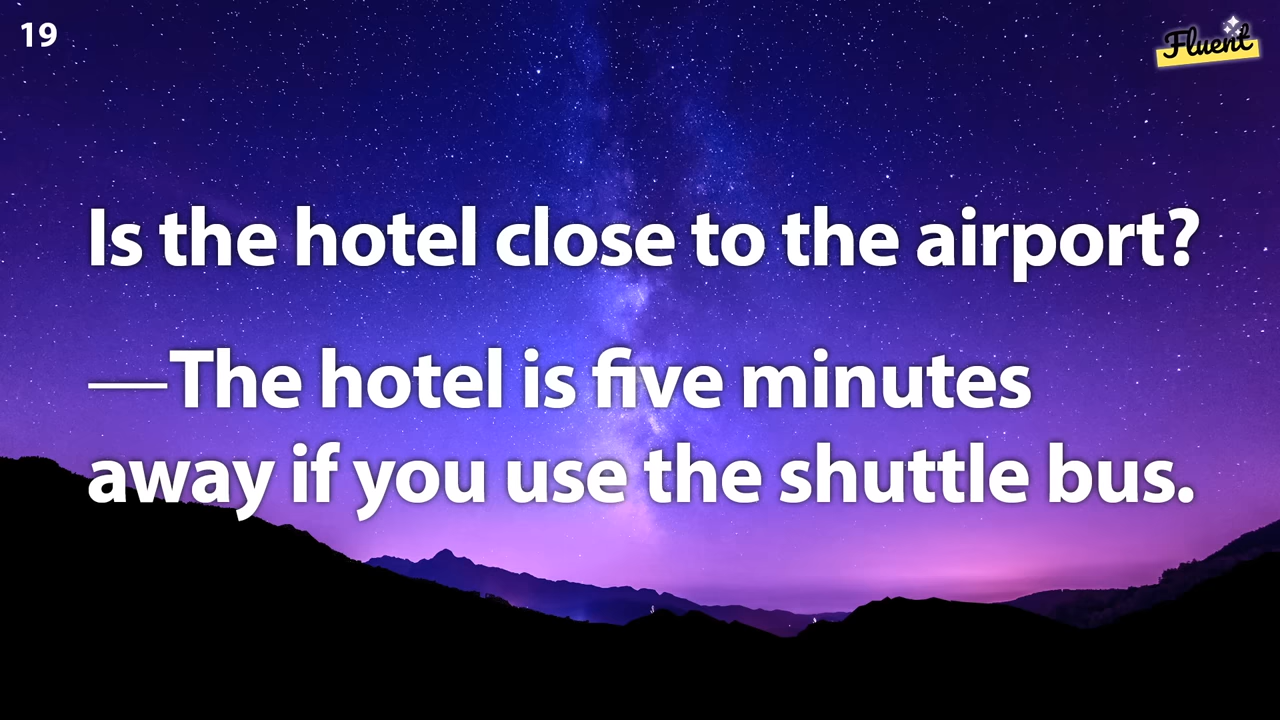 19
Fluent
Is the hotel close to the airport?
—The hotel is five minutes
away if you use the shuttle bus.